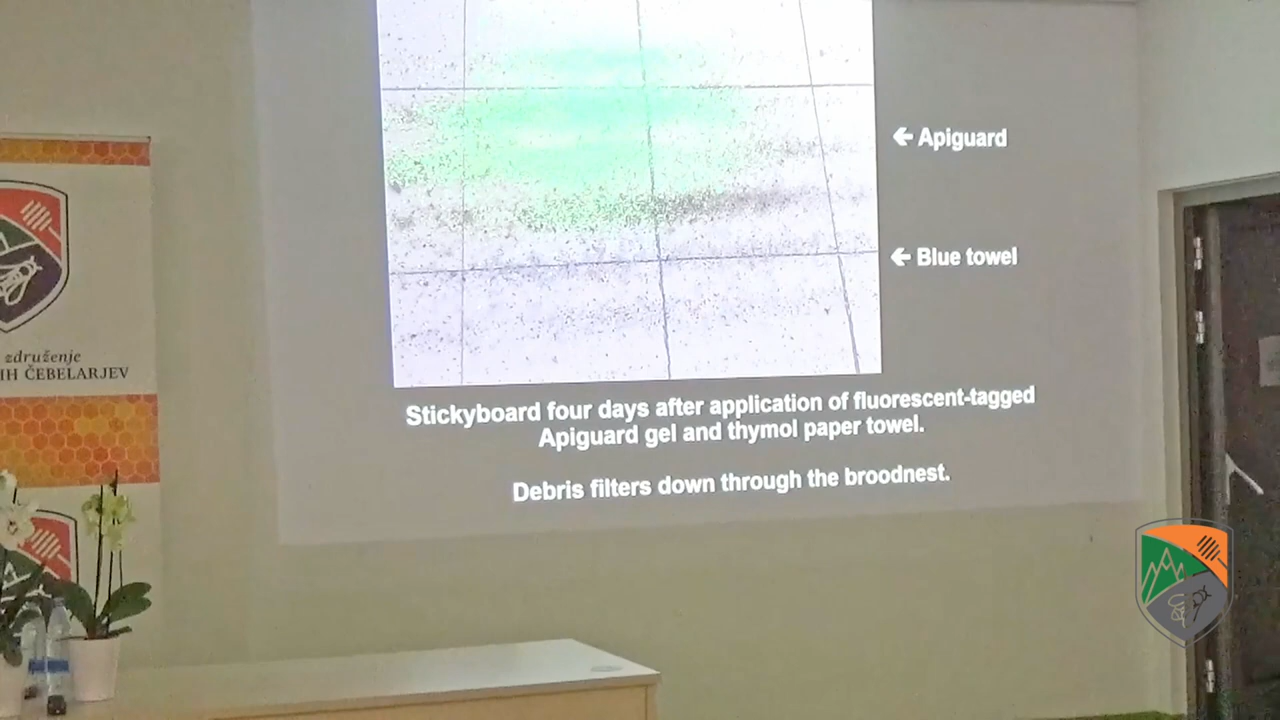 ← Apiguard
← Blue towel
Stickyboard four days after application of fluorescent-tagged
Apiguard gel and thymol paper towel.
Debris filters down through the broodnest.
združenje
IH ČEBELARJEV